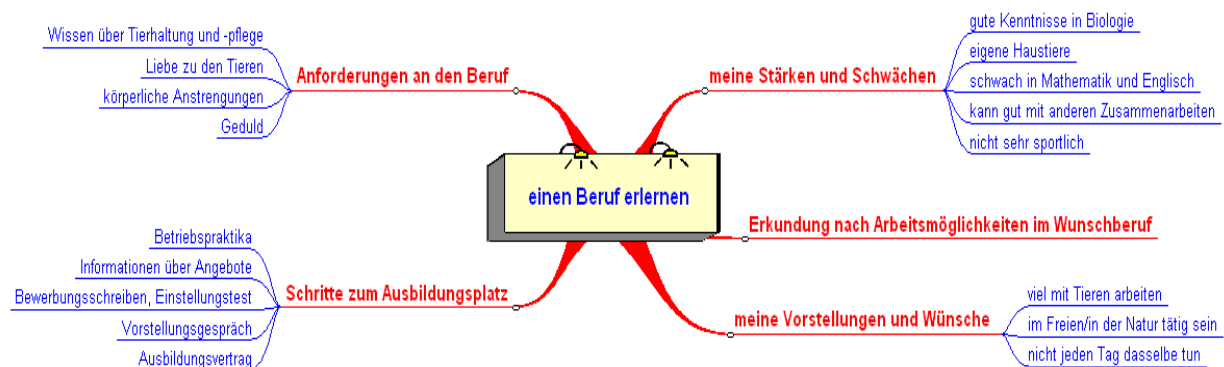 einen Beruf erlernen
Anforderungen an den Beruf
Wissen über Tierhaltung und -pflege
Liebe zu den Tieren
körperliche Anstrengungen
Geduld
meine Stärken und Schwächen
gute Kenntnisse in Biologie
eigene Haustiere
schwach in Mathematik und Englisch
kann gut mit anderen Zusammenarbeiten
nicht sehr sportlich
Erkundung nach Arbeitsmöglichkeiten im Wunschberuf
Schritte zum Ausbildungsplatz
Betriebspraktika
Informationen über Angebote
Bewerbungsschreiben, Einstellungstest
Vorstellungsgespräch
Ausbildungsvertrag
meine Vorstellungen und Wünsche
viel mit Tieren arbeiten
im Freien/in der Natur tätig sein
nicht jeden Tag dasselbe tun